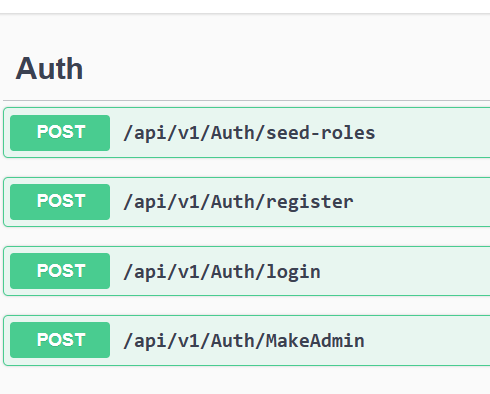 Auth
POST /api/v1/Auth/seed-roles
POST /api/v1/Auth/register
POST /api/v1/Auth/login
POST /api/v1/Auth/MakeAdmin